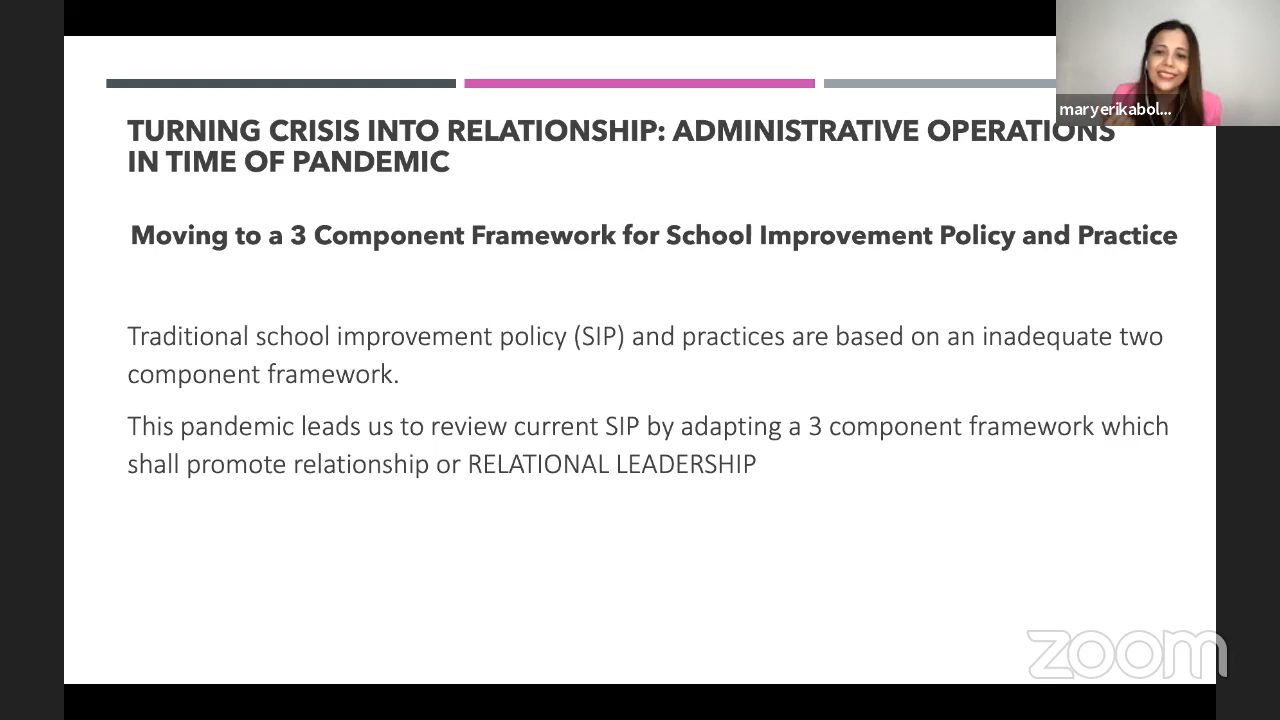 maryerikabol...
TURNING CRISIS INTO RELATIONSHIP: ADMINISTRATIVE OPERATIONS
IN TIME OF PANDEMIC
Moving to a 3 Component Framework for School Improvement Policy and Practice
Traditional school improvement policy (SIP) and practices are based on an inadequate two
component framework.
This pandemic leads us to review current SIP by adapting a 3 component framework which
shall promote relationship or RELATIONAL LEADERSHIP
zoom